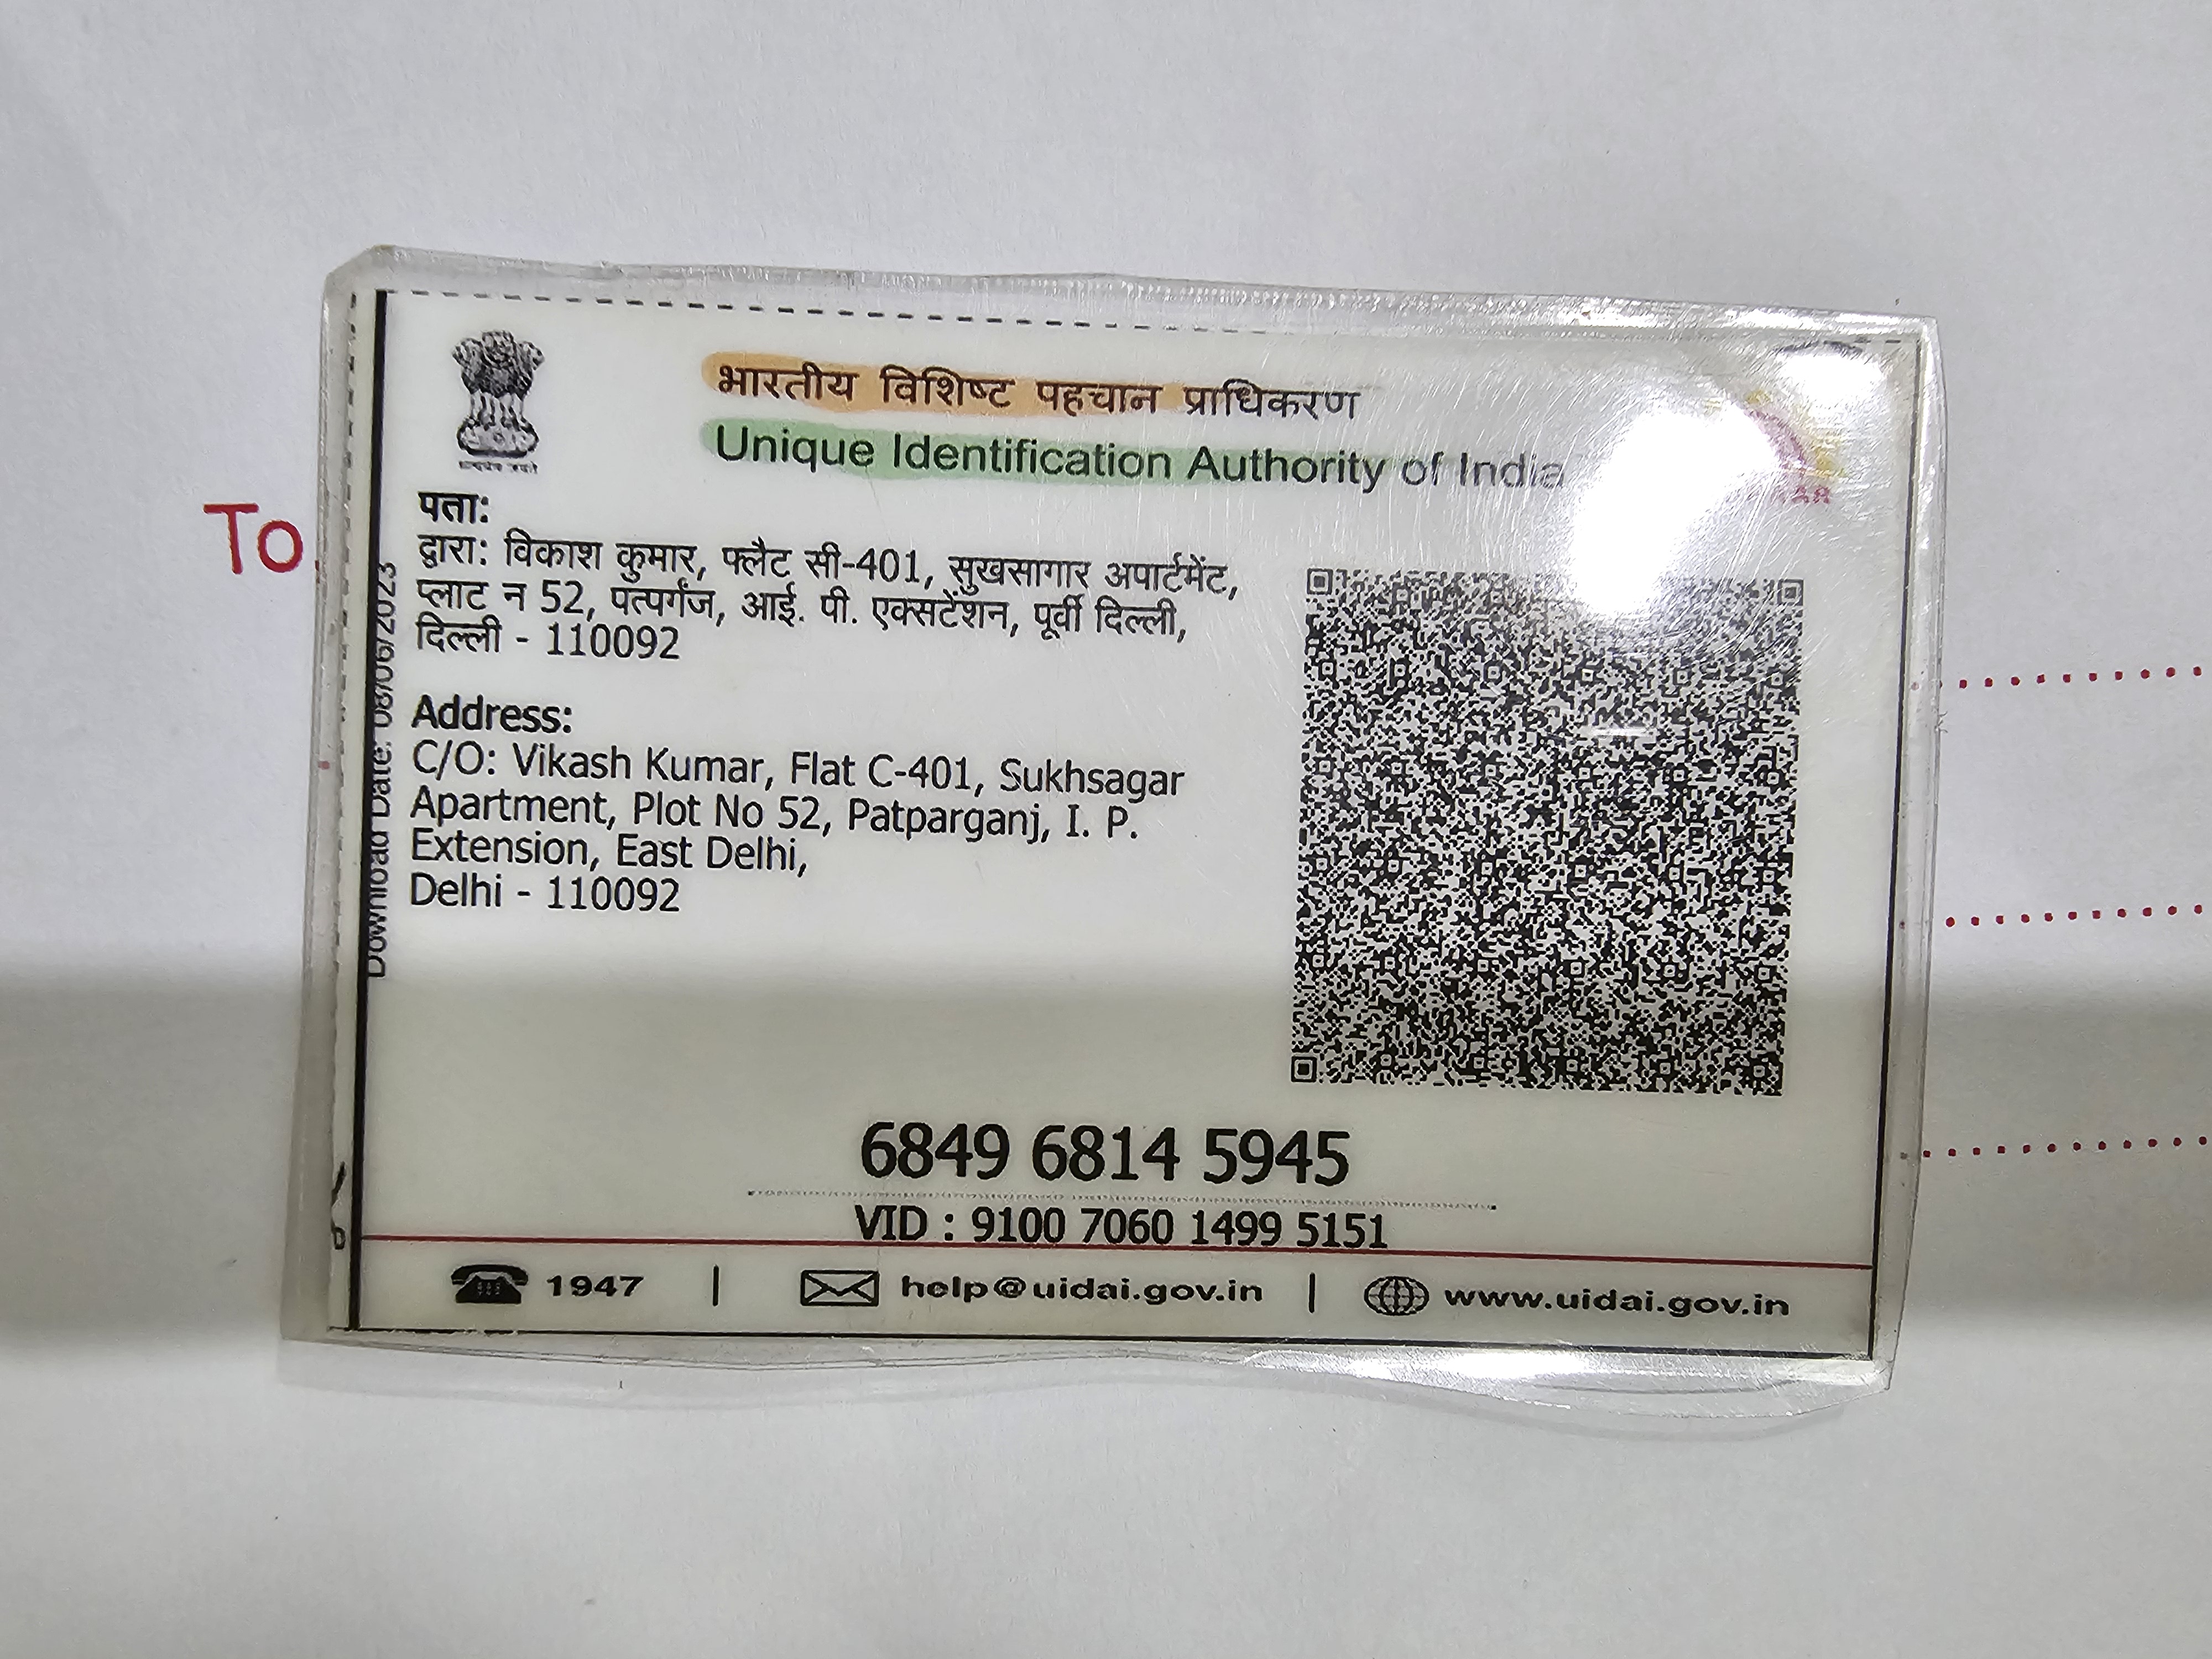 भारतीय विशिष्ट पहचान प्राधिकरण
Unique Identification Authority of India
To
पता:
द्वारा: विकाश कुमार, फ्लैट सी-401, सुखसागार अपार्टमेंट,
प्लाट न 52, पत्पर्गंज, आई. पी. एक्सटेंशन, पूर्वी दिल्ली,
दिल्ली - 110092
Address:
C/O: Vikash Kumar, Flat C-401, Sukhsagar
Apartment, Plot No 52, Patparganj, I. P.
Extension, East Delhi,
Delhi - 110092
Download Date: 08/06/2023
6849 6814 5945
VID : 9100 7060 1499 5151
1947 | help@uidai.gov.in | www.uidai.gov.in